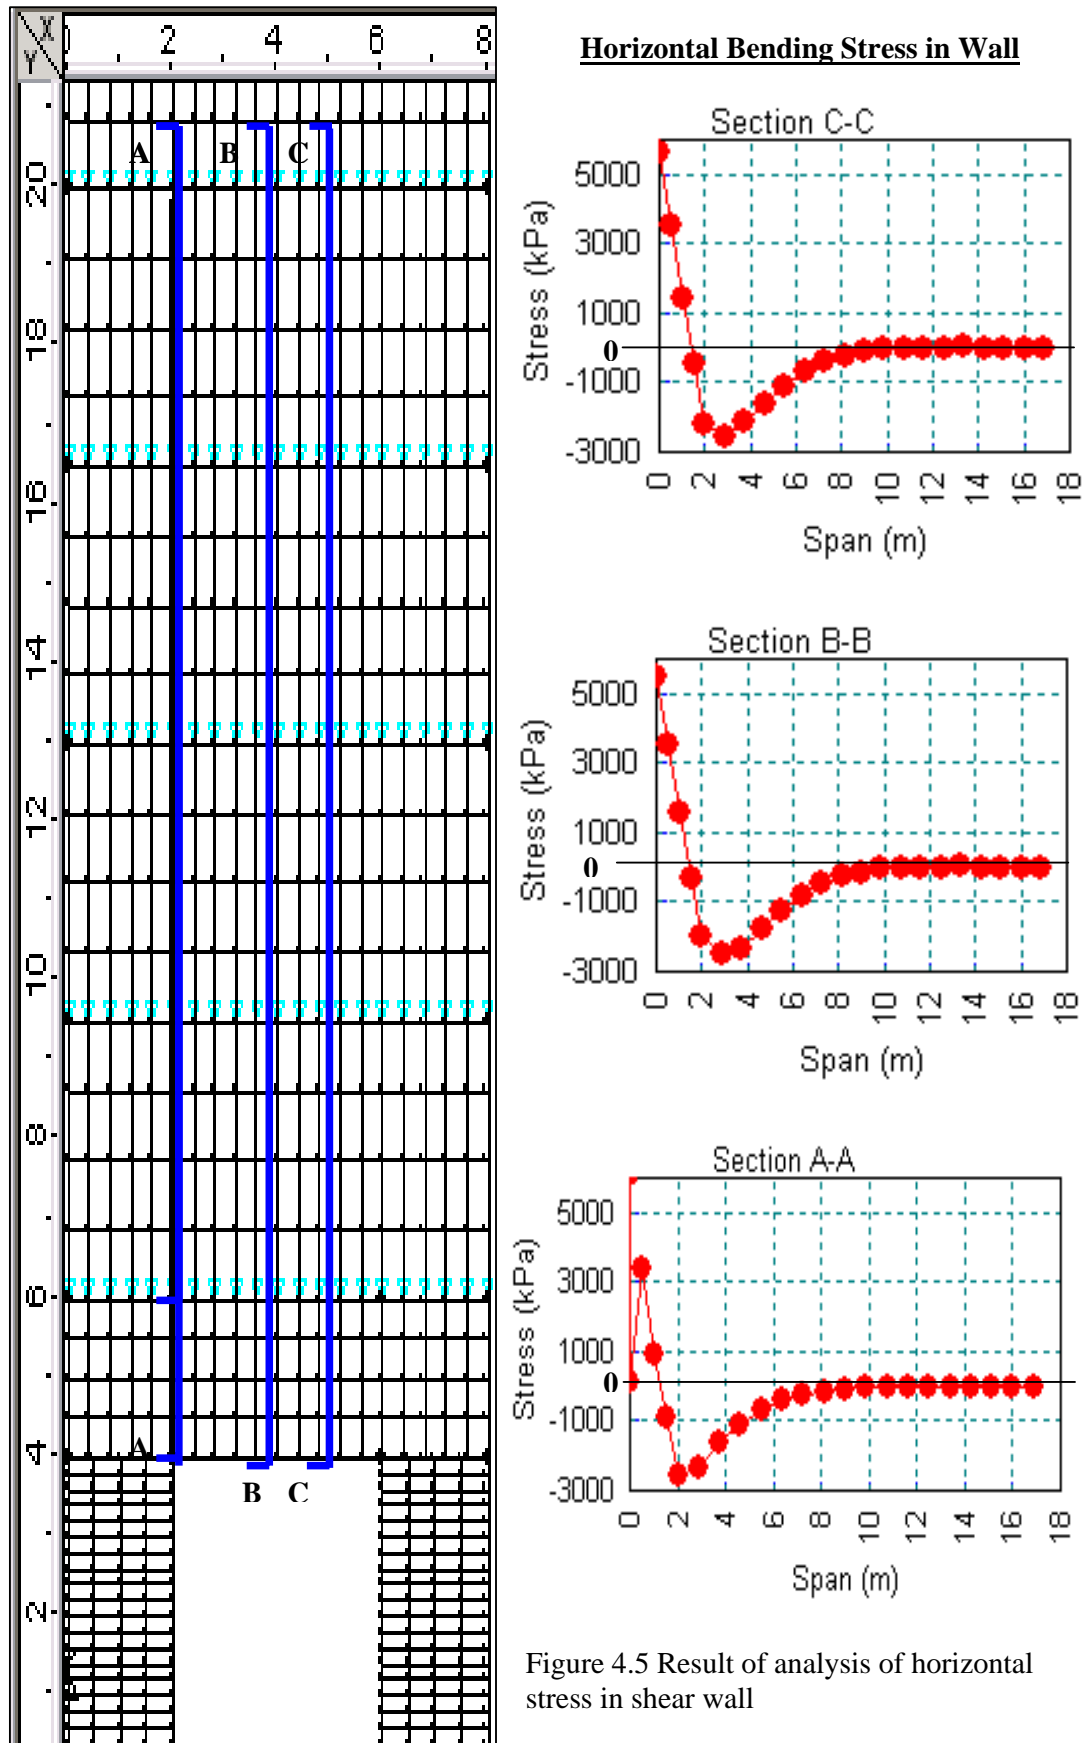 X
Y
0 2 4 6 8
20
18
16
14
12
10
8
6
4
2
A B C
A
B C
Horizontal Bending Stress in Wall
Section C-C
Stress (kPa)
5000
3000
1000
0
-1000
-3000
0 2 4 6 8 10 12 14 16 18
Span (m)
Section B-B
Stress (kPa)
5000
3000
1000
0
-1000
-3000
0 2 4 6 8 10 12 14 16 18
Span (m)
Section A-A
Stress (kPa)
5000
3000
1000
0
-1000
-3000
0 2 4 6 8 10 12 14 16 18
Span (m)
Figure 4.5 Result of analysis of horizontal
stress in shear wall